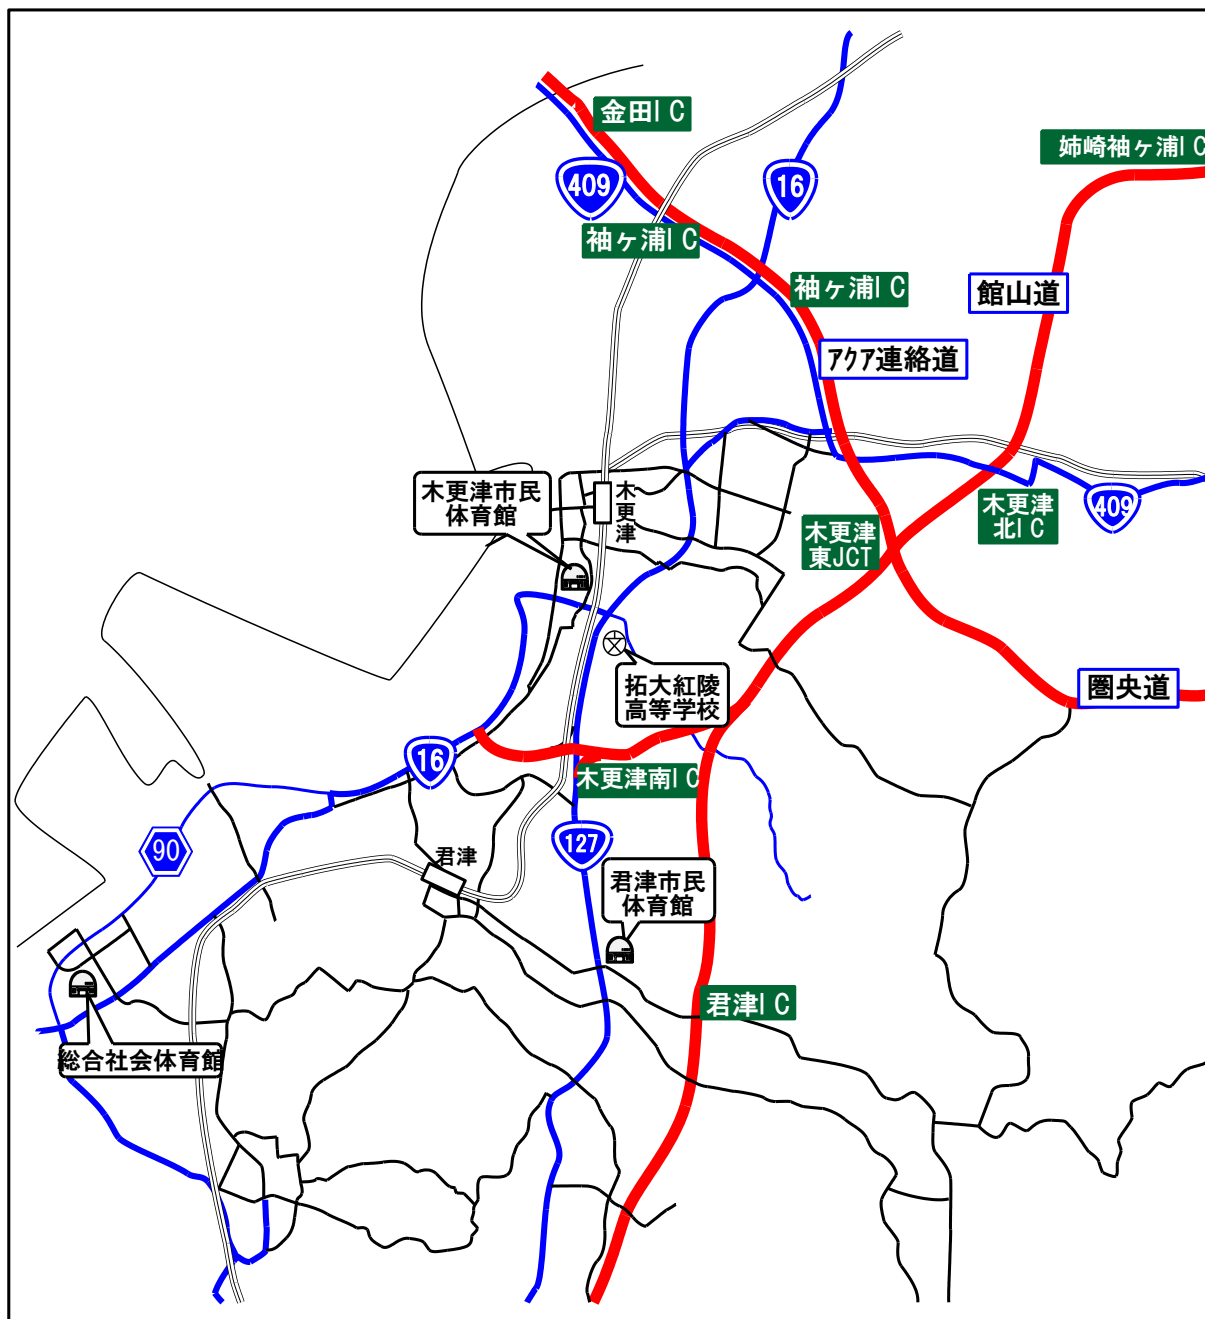 金田IC
409
16
姉崎袖ヶ浦IC
袖ヶ浦IC
袖ヶ浦IC
館山道
アクア連絡道
木更津市民
体育館
木更津
木更津
北IC
409
木更津
東JCT
拓大紅陵
高等学校
圏央道
16
木更津南IC
90
127
君津
君津市民
体育館
君津IC
総合社会体育館